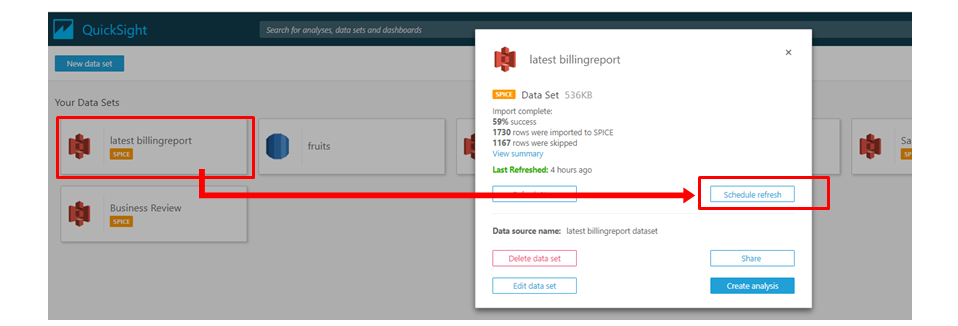 QuickSight
Search for analyses, data sets and dashboards
New data set
Your Data Sets
latest billingreport
SPICE
fruits
Sa
Business Review
SPICE
latest billingreport
×
SPICE Data Set 536KB
Import complete:
59% success
1730 rows were imported to SPICE
1167 rows were skipped
View summary
Last Refreshed: 4 hours ago
Schedule refresh
Data source name: latest billingreport dataset
Delete data set
Share
Edit data set
Create analysis